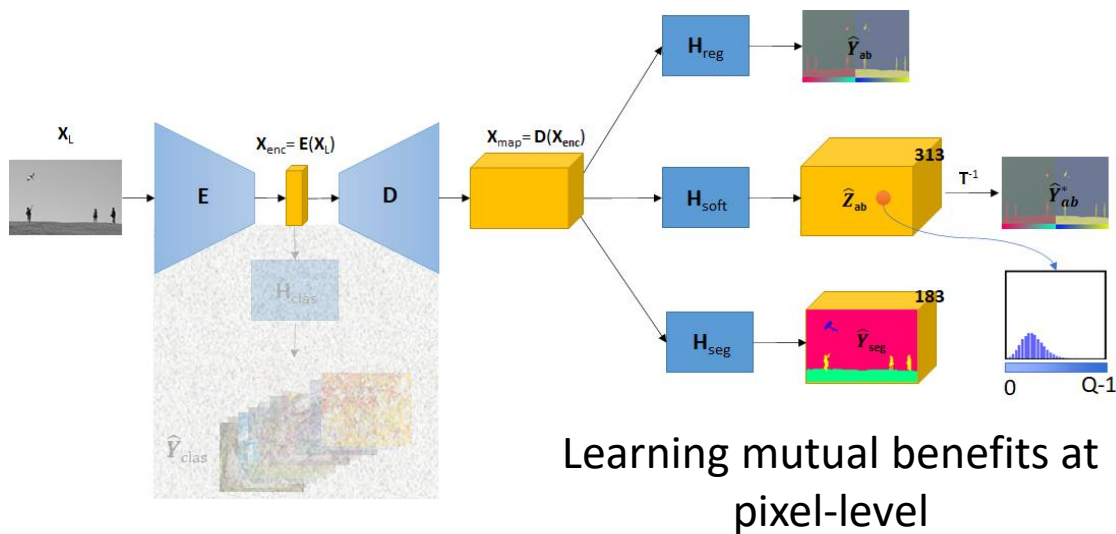 H_reg
Ŷ_ab
X_L
X_enc= E(X_L)
X_map= D(X_enc)
E
D
H_soft
313
Ẑ_ab
T⁻¹
Ŷ*_ab
H_clas
Ŷ_clas
H_seg
183
Ŷ_seg
0 Q-1
Learning mutual benefits at
pixel-level